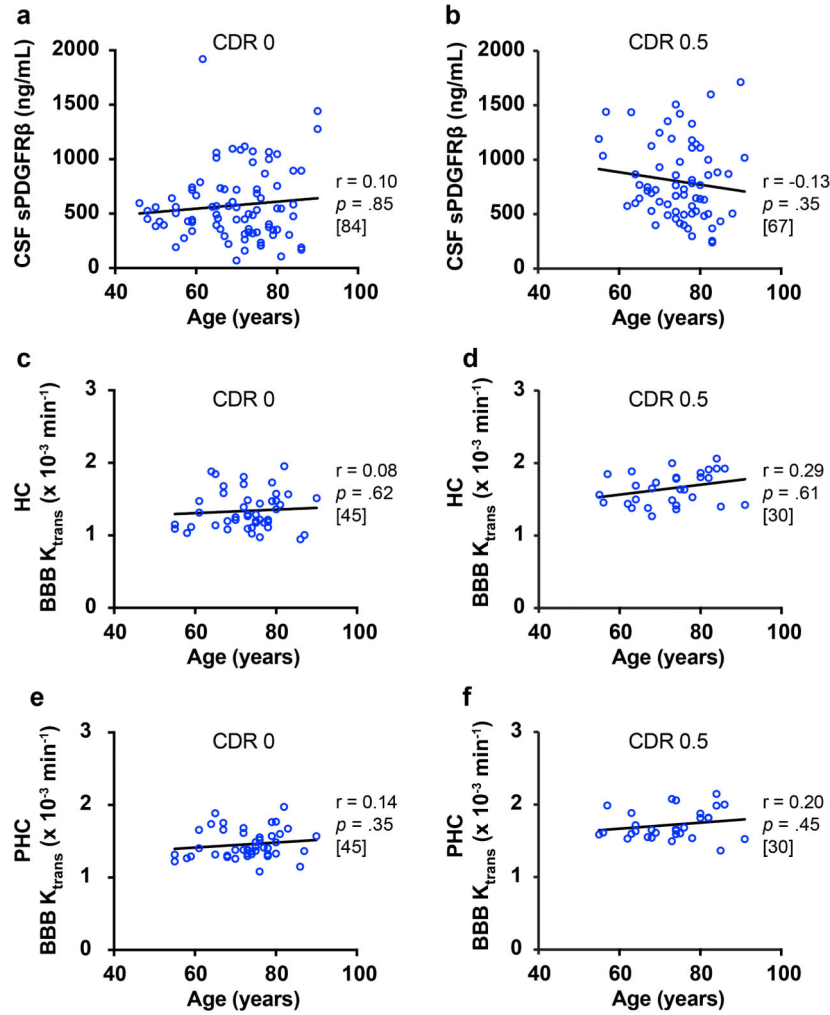 a
CDR 0
CSF sPDGFRβ (ng/mL)
2000
1500
1000
500
0
40 60 80 100
Age (years)
r = 0.10
p = .85
[84]
b
CDR 0.5
CSF sPDGFRβ (ng/mL)
2000
1500
1000
500
0
40 60 80 100
Age (years)
r = -0.13
p = .35
[67]
c
CDR 0
HC
BBB Ktrans (x 10-3 min-1)
3
2
1
0
40 60 80 100
Age (years)
r = 0.08
p = .62
[45]
d
CDR 0.5
HC
BBB Ktrans (x 10-3 min-1)
3
2
1
0
40 60 80 100
Age (years)
r = 0.29
p = .61
[30]
e
CDR 0
PHC
BBB Ktrans (x 10-3 min-1)
3
2
1
0
40 60 80 100
Age (years)
r = 0.14
p = .35
[45]
f
CDR 0.5
PHC
BBB Ktrans (x 10-3 min-1)
3
2
1
0
40 60 80 100
Age (years)
r = 0.20
p = .45
[30]